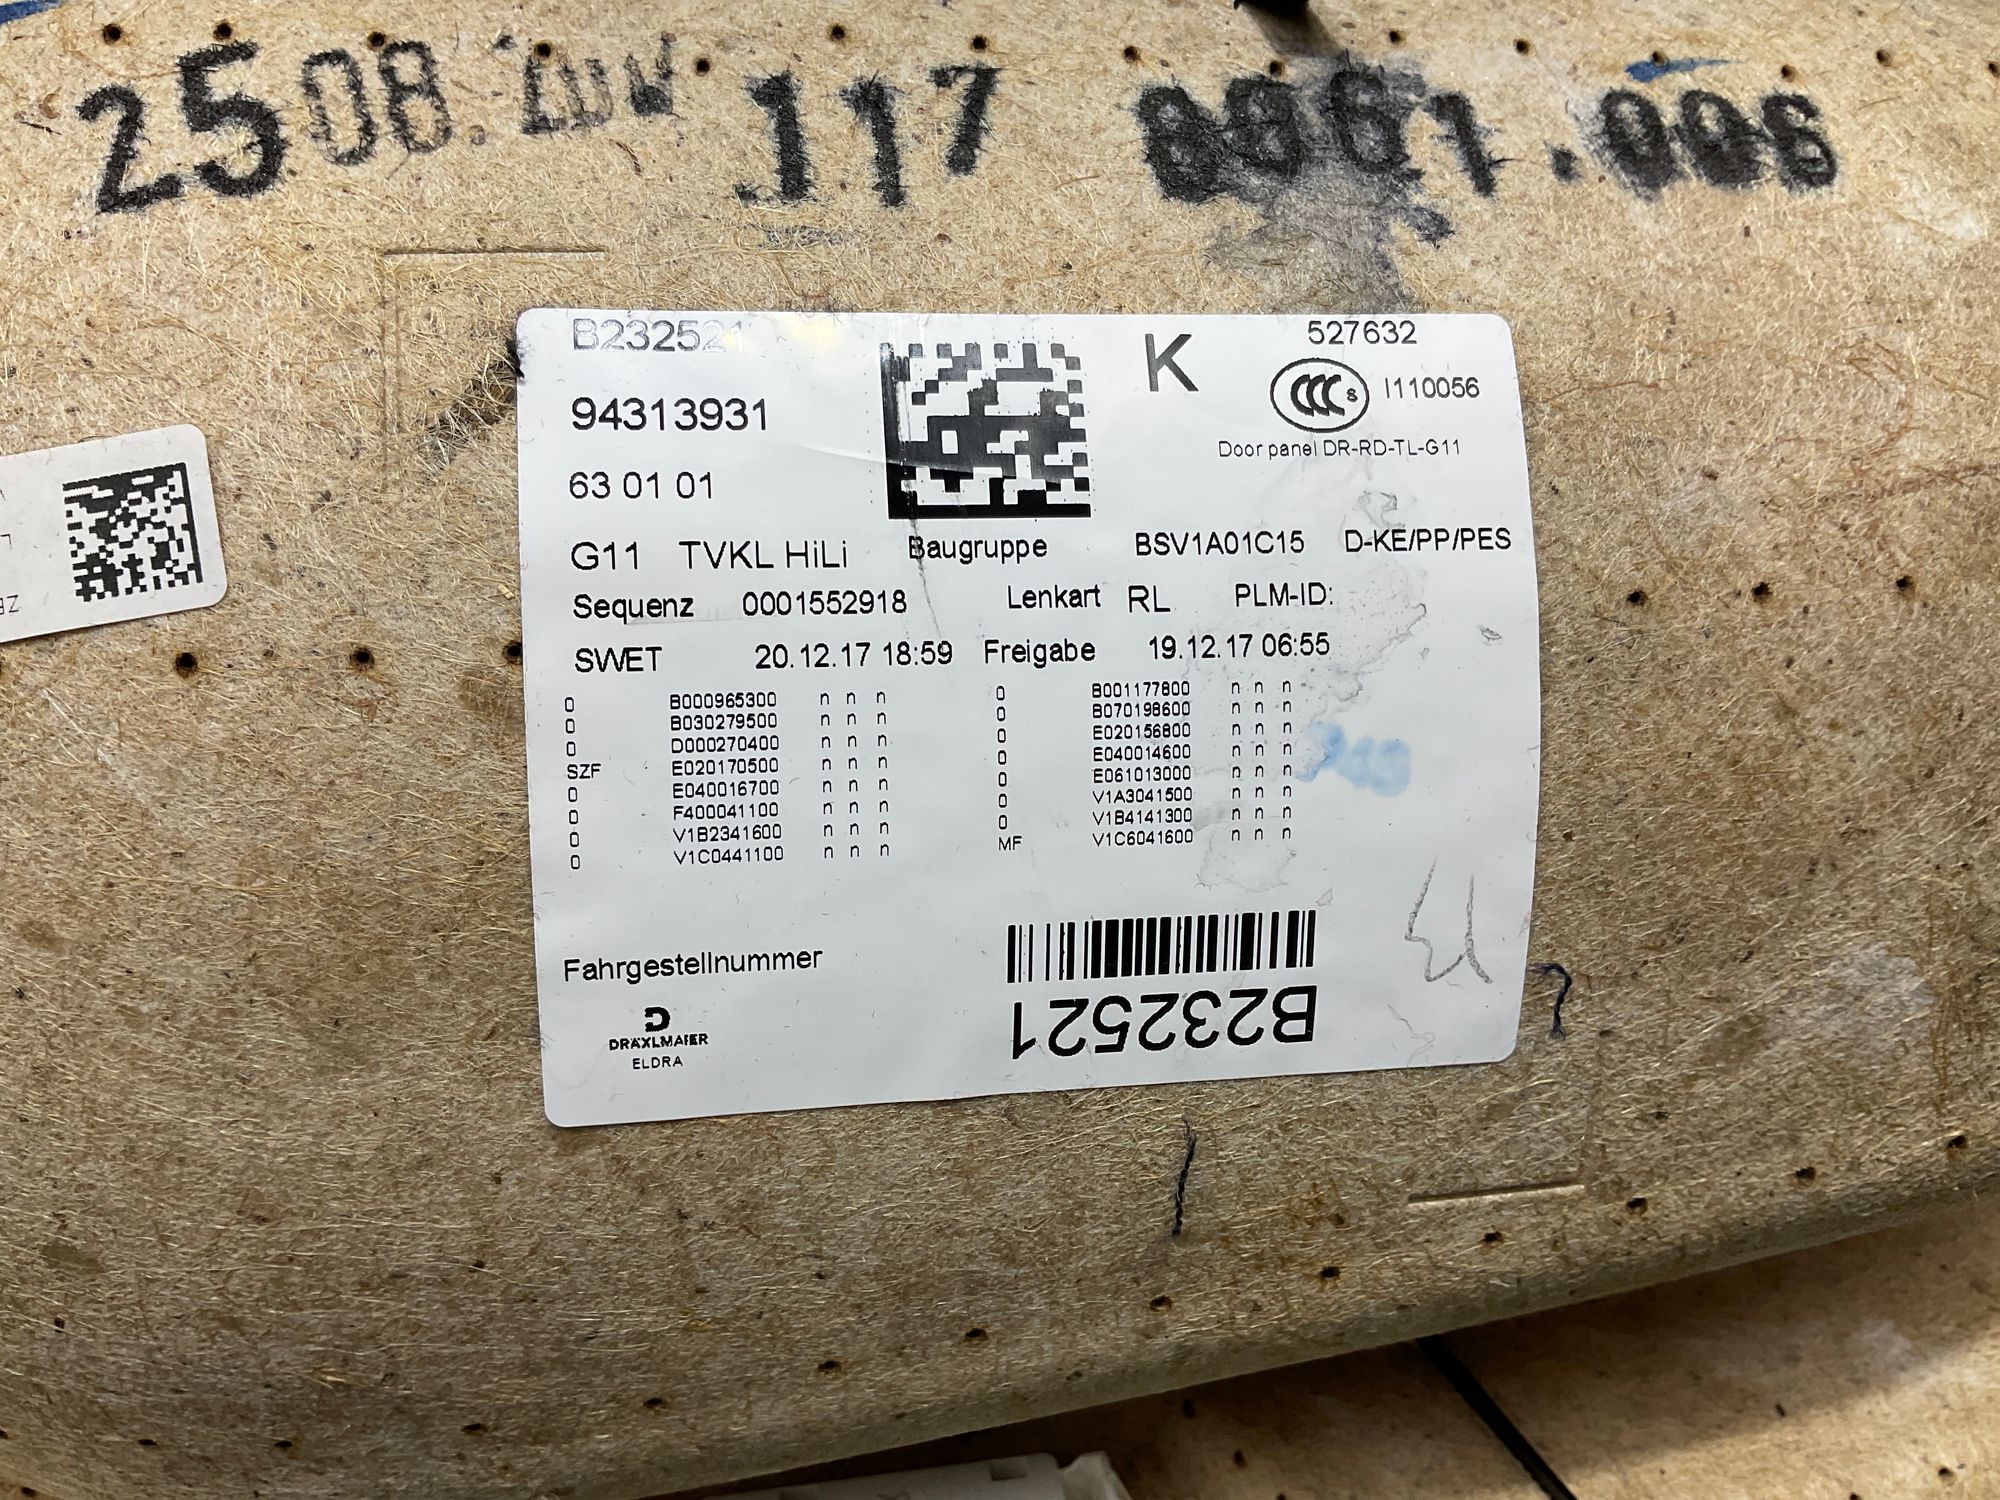 2508. 117
B232521
94313931
63 01 01
K
527632
CCC S I110056
Door panel DR-RD-TL-G11
G11 TVKL HiLi Baugruppe BSV1A01C15 D-KE/PP/PES
Sequenz 0001552918 Lenkart RL PLM-ID:
SWET 20.12.17 18:59 Freigabe 19.12.17 06:55
0 B000965300 n n n 0 B001177800 n n n
0 B030279500 n n n 0 B070198600 n n n
0 D000270400 n n n 0 E020156800 n n n
SZF E020170500 n n n 0 E040014600 n n n
0 E040016700 n n n 0 E061013000 n n n
0 F400041100 n n n 0 V1A3041500 n n n
0 V1B2341600 n n n 0 V1B4141300 n n n
0 V1C0441100 n n n MF V1C6041600 n n n
Fahrgestellnummer
DRÄXLMAIER
ELDRA
B232521